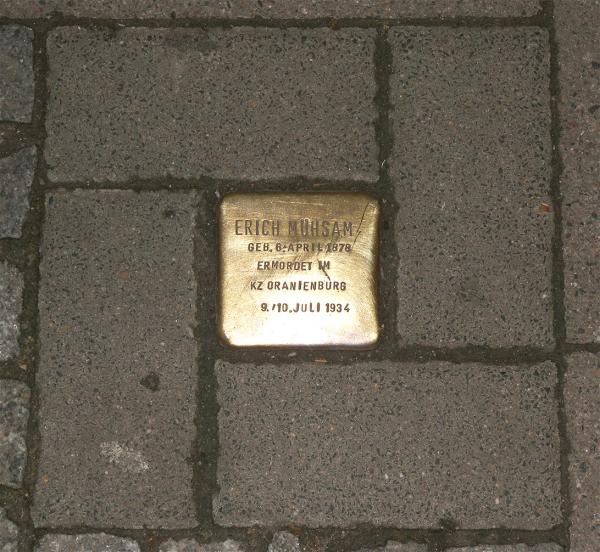 ERICH MÜHSAM
GEB. 6. APRIL 1878
ERMORDET IM
KZ ORANIENBURG
9./10. JULI 1934